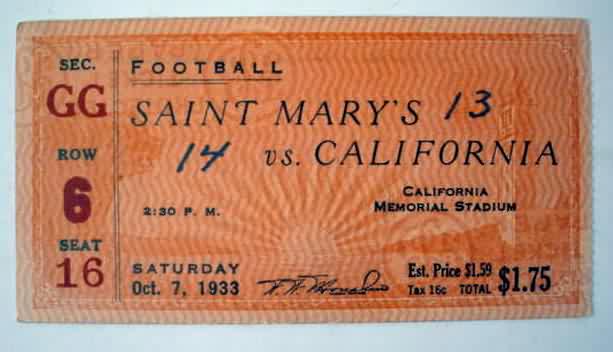 SEC.
GG
ROW
6
SEAT
16
FOOTBALL
SAINT MARY'S 13
14 vs. CALIFORNIA
CALIFORNIA
MEMORIAL STADIUM
2:30 P. M.
SATURDAY
Oct. 7, 1933
Est. Price $1.59
Tax 16c TOTAL $1.75